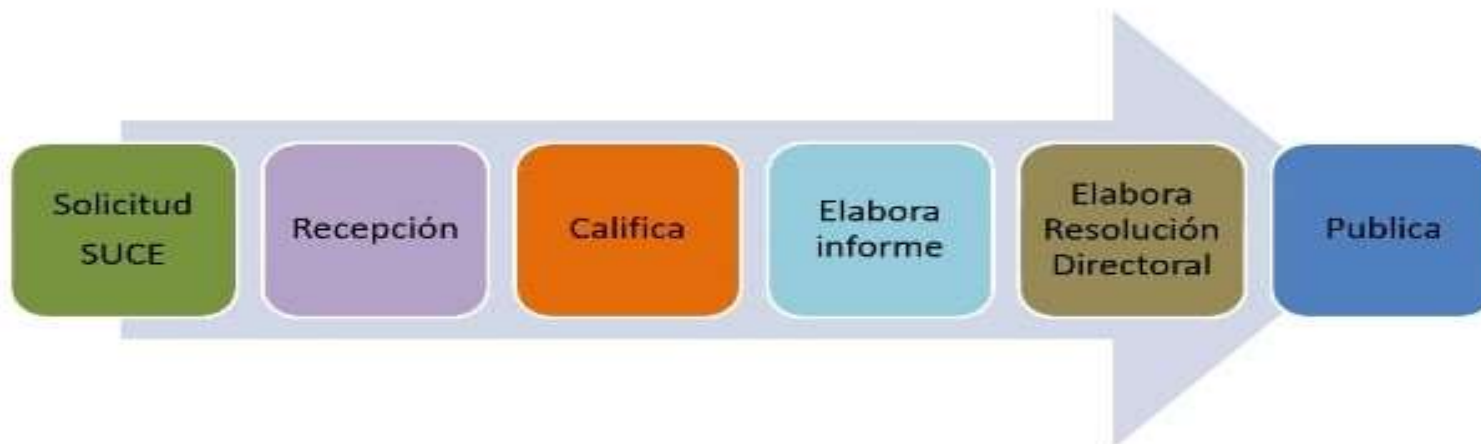 Solicitud
SUCE
Recepción
Califica
Elabora
informe
Elabora
Resolución
Directoral
Publica